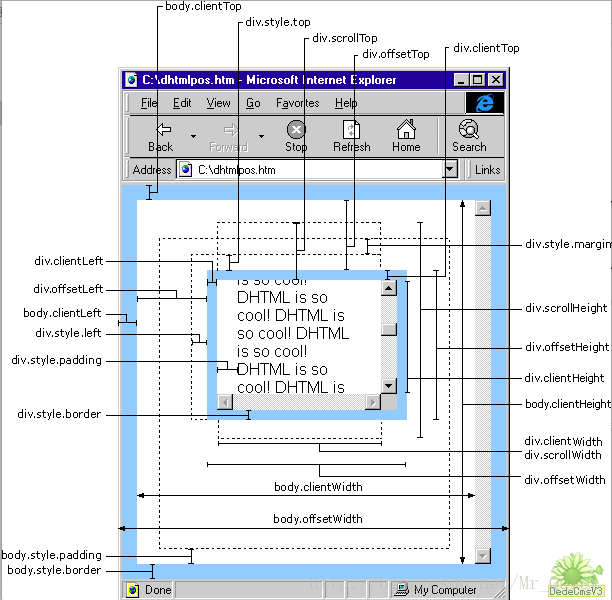 body.clientTop
div.style.top
div.scrollTop
div.offsetTop
div.clientTop
C:\dhtmlpos.htm - Microsoft Internet Explorer
File Edit View Go Favorites Help
Back Forward Stop Refresh Home Search
Address C:\dhtmlpos.htm Links
div.style.margin
div.clientLeft
div.offsetLeft
body.clientLeft
div.style.left
div.style.padding
div.style.border
is so cool!
DHTML is so
cool! DHTML is
so cool! DHTML
is so cool!
DHTML is so
cool! DHTML is
div.scrollHeight
div.offsetHeight
div.clientHeight
body.clientHeight
div.clientWidth
div.scrollWidth
div.offsetWidth
body.clientWidth
body.offsetWidth
body.style.padding
body.style.border
Done My Computer
DedeCmsV3